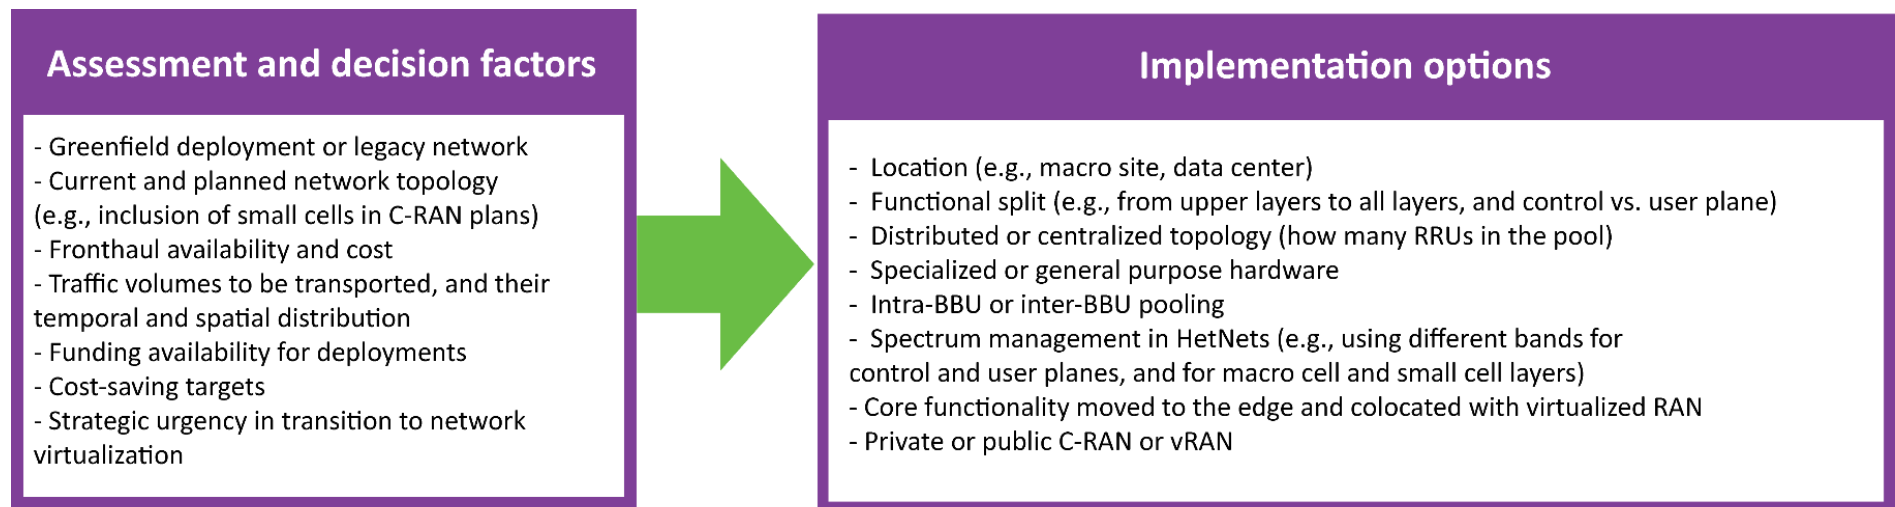 Assessment and decision factors
- Greenfield deployment or legacy network
- Current and planned network topology
(e.g., inclusion of small cells in C-RAN plans)
- Fronthaul availability and cost
- Traffic volumes to be transported, and their
temporal and spatial distribution
- Funding availability for deployments
- Cost-saving targets
- Strategic urgency in transition to network
virtualization
Implementation options
- Location (e.g., macro site, data center)
- Functional split (e.g., from upper layers to all layers, and control vs. user plane)
- Distributed or centralized topology (how many RRUs in the pool)
- Specialized or general purpose hardware
- Intra-BBU or inter-BBU pooling
- Spectrum management in HetNets (e.g., using different bands for
control and user planes, and for macro cell and small cell layers)
- Core functionality moved to the edge and colocated with virtualized RAN
- Private or public C-RAN or vRAN